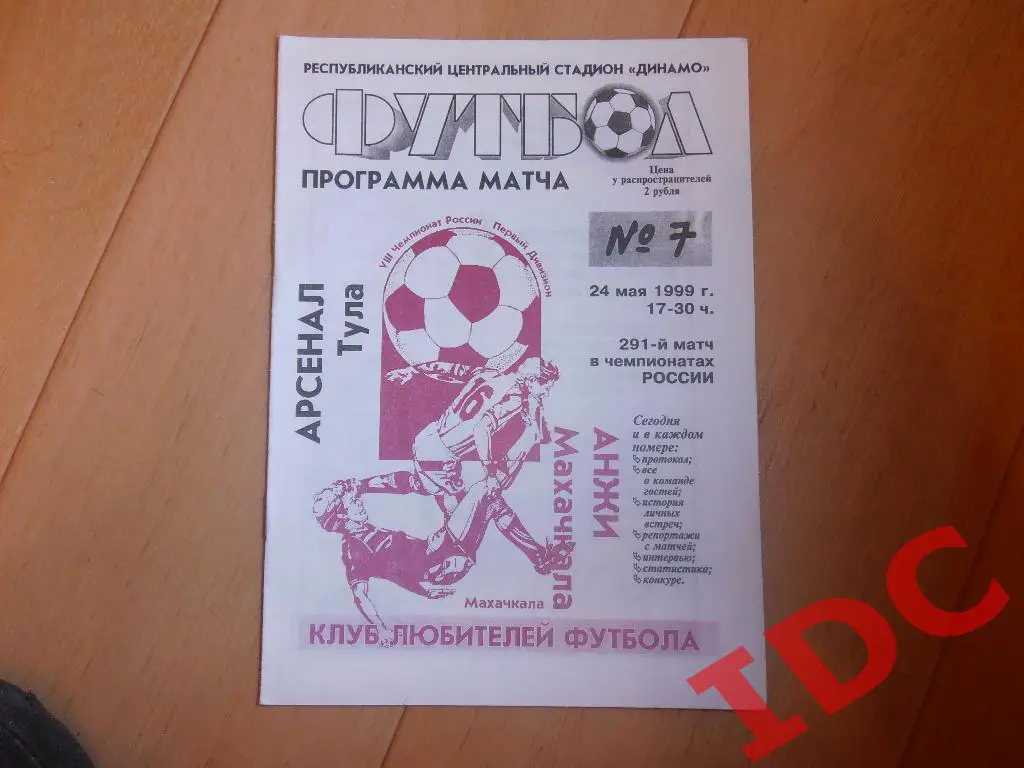 РЕСПУБЛИКАНСКИЙ ЦЕНТРАЛЬНЫЙ СТАДИОН «ДИНАМО»
ФУТБОЛ
ПРОГРАММА МАТЧА
Цена
у распространителей
2 рубля
№ 7
24 мая 1999 г.
17-30 ч.
291-й матч
в чемпионатах
РОССИИ
VIII Чемпионат России Первый Дивизион
АРСЕНАЛ
Тула
16
АНЖИ
Махачкала
Сегодня
и в каждом
номере:
протокол;
все
о команде
гостей;
история
личных
встреч;
репортажи
с матчей;
интервью;
статистика;
конкурс.
Махачкала
КЛУБ ЛЮБИТЕЛЕЙ ФУТБОЛА
IDC